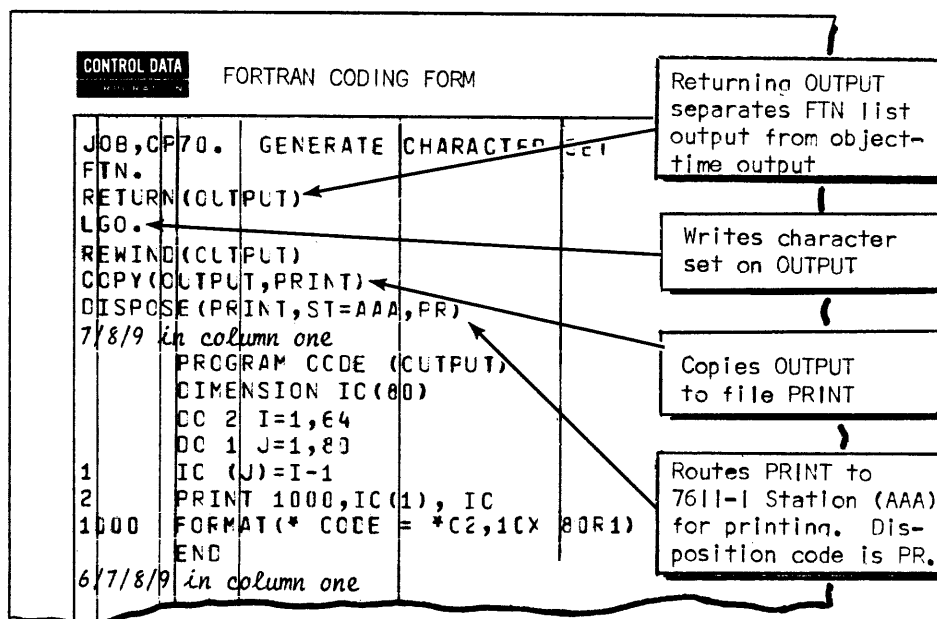 CONTROL DATA
FORTRAN CODING FORM
JOB,CP70. GENERATE CHARACTER SET
FTN.
RETURN(OUTPUT)
LGO.
REWIND(OUTPUT)
COPY(OUTPUT,PRINT)
DISPOSE(PRINT,ST=AAA,PR)
7/8/9 in column one
PROGRAM CODE (OUTPUT)
DIMENSION IC(80)
DO 2 I=1,64
DO 1 J=1,80
1 IC (J)=I-1
2 PRINT 1000,IC(1), IC
1000 FORMAT(* CODE = *O2,10X 80R1)
END
6/7/8/9 in column one
Returning OUTPUT
separates FTN list
output from object-
time output
Writes character
set on OUTPUT
Copies OUTPUT
to file PRINT
Routes PRINT to
7611-1 Station (AAA)
for printing. Dis-
position code is PR.